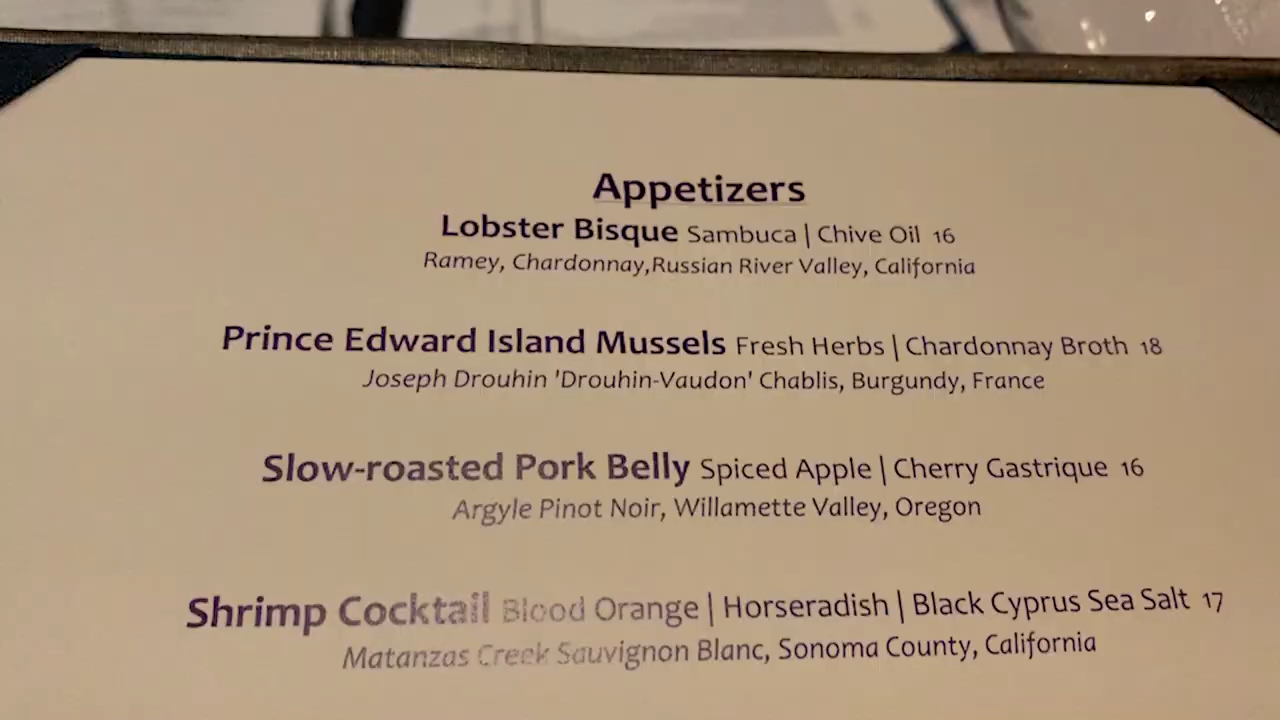 Appetizers
Lobster Bisque Sambuca | Chive Oil 16
Ramey, Chardonnay,Russian River Valley, California
Prince Edward Island Mussels Fresh Herbs | Chardonnay Broth 18
Joseph Drouhin 'Drouhin-Vaudon' Chablis, Burgundy, France
Slow-roasted Pork Belly Spiced Apple | Cherry Gastrique 16
Argyle Pinot Noir, Willamette Valley, Oregon
Shrimp Cocktail Blood Orange | Horseradish | Black Cyprus Sea Salt 17
Matanzas Creek Sauvignon Blanc, Sonoma County, California